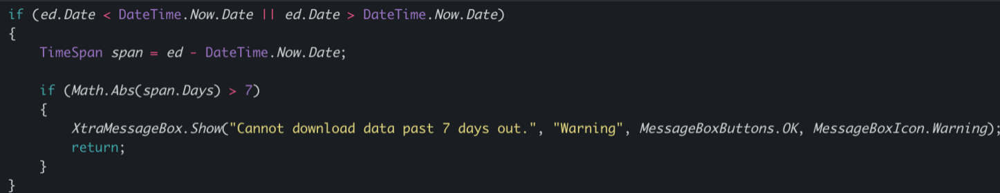 if (ed.Date < DateTime.Now.Date || ed.Date > DateTime.Now.Date)
{
    TimeSpan span = ed - DateTime.Now.Date;

    if (Math.Abs(span.Days) > 7)
    {
        XtraMessageBox.Show("Cannot download data past 7 days out.", "Warning", MessageBoxButtons.OK, MessageBoxIcon.Warning);
        return;
    }
}